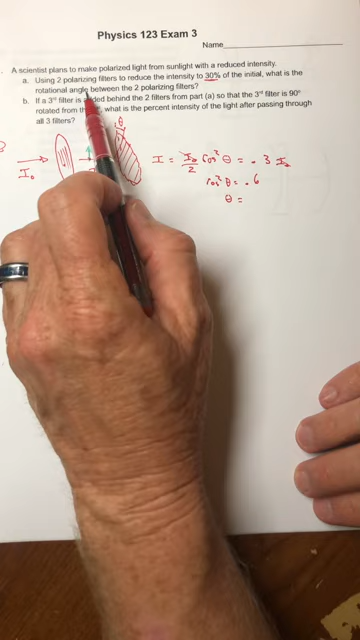 Physics 123 Exam 3
Name
A scientist plans to make polarized light from sunlight with a reduced intensity.
a. Using 2 polarizing filters to reduce the intensity to 30% of the initial, what is the
rotational angle between the 2 polarizing filters?
b. If a 3rd filter is added behind the 2 filters from part (a) so that the 3rd filter is 90°
rotated from the, what is the percent intensity of the light after passing through
all 3 filters?
θ
I₀
I = I₀/2 cos² θ = .3 I₀
cos² θ = .6
θ =